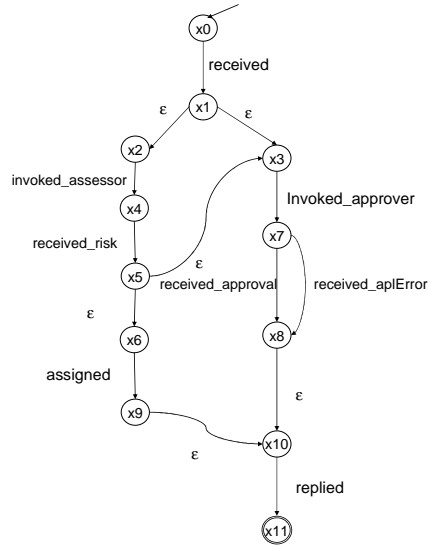 x0
received
x1
ε
ε
x2
x3
invoked_assessor
Invoked_approver
x4
x7
received_risk
ε
x5
received_approval
received_aplError
ε
x6
x8
assigned
ε
x9
x10
ε
replied
x11